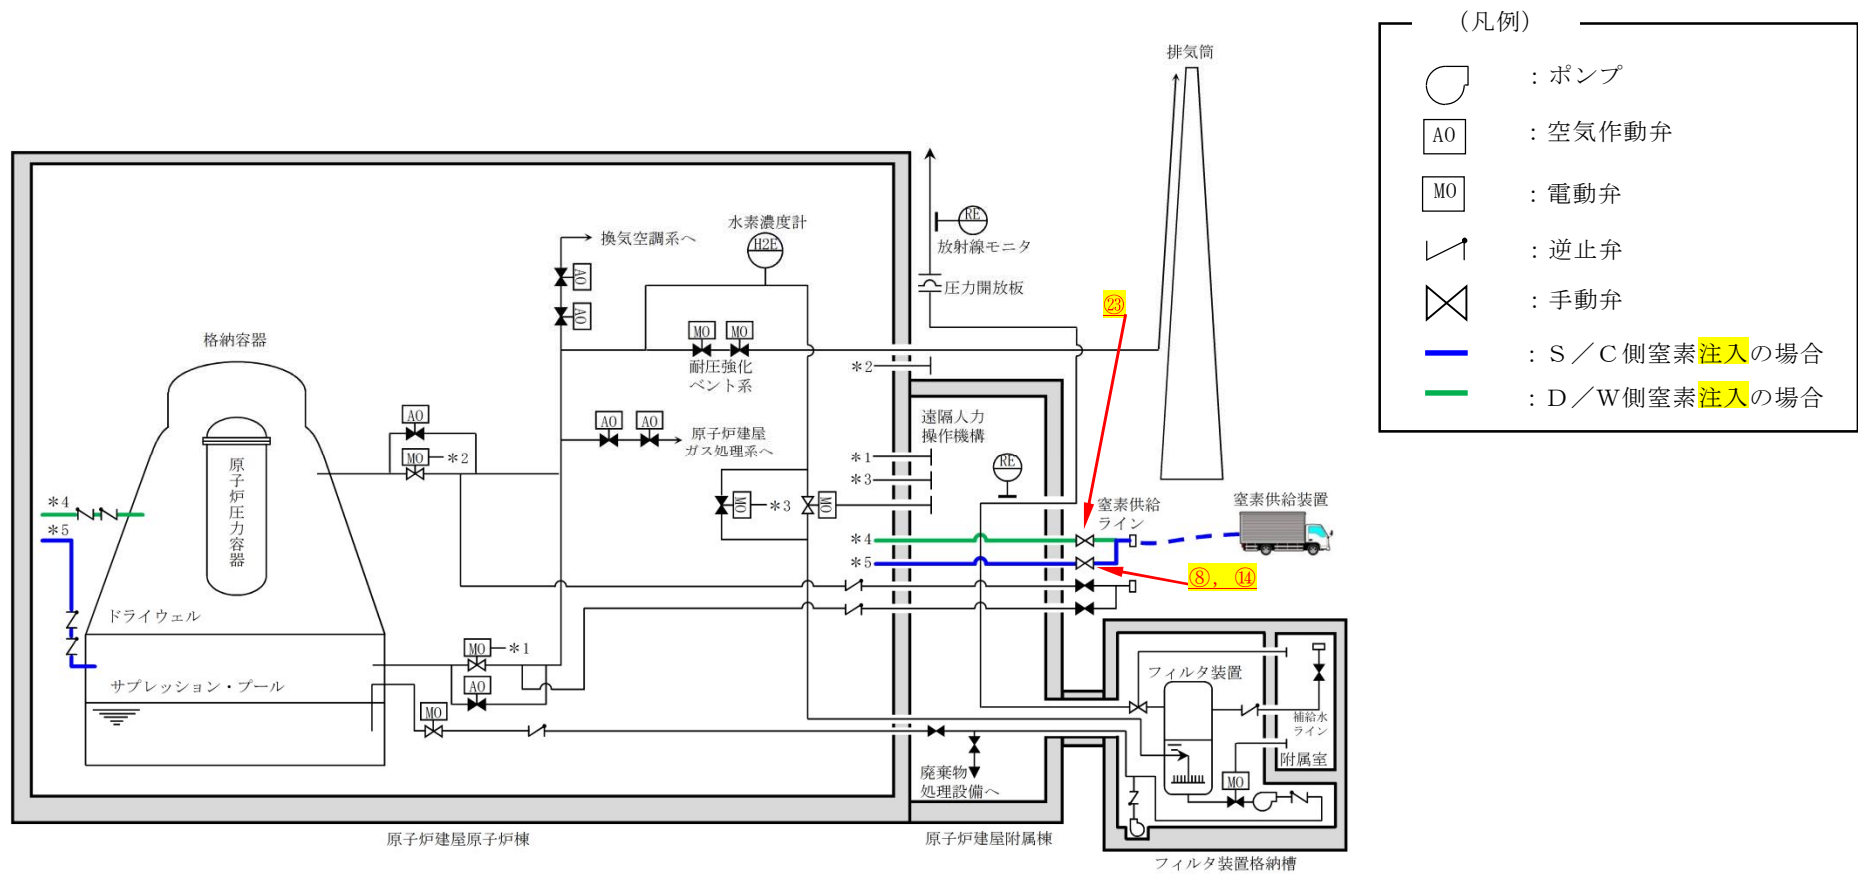 （凡例）
：ポンプ
AO
：空気作動弁
MO
：電動弁
：逆止弁
：手動弁
：Ｓ／Ｃ側窒素注入の場合
：Ｄ／Ｗ側窒素注入の場合
排気筒
RE
放射線モニタ
圧力開放板
水素濃度計
H2E
換気空調系へ
AO
AO
MO
MO
耐圧強化
ベント系
＊2
㉓
格納容器
AO
MO
＊2
AO
AO
原子炉建屋
ガス処理系へ
遠隔人力
操作機構
＊1
＊3
RE
MO
＊3
MO
原子炉圧力容器
＊4
＊5
窒素供給
ライン
窒素供給装置
＊4
＊5
⑧，⑭
ドライウェル
MO
＊1
AO
サプレッション・プール
MO
フィルタ装置
補給水
ライン
附属室
MO
廃棄物
処理設備へ
原子炉建屋原子炉棟
原子炉建屋附属棟
フィルタ装置格納槽